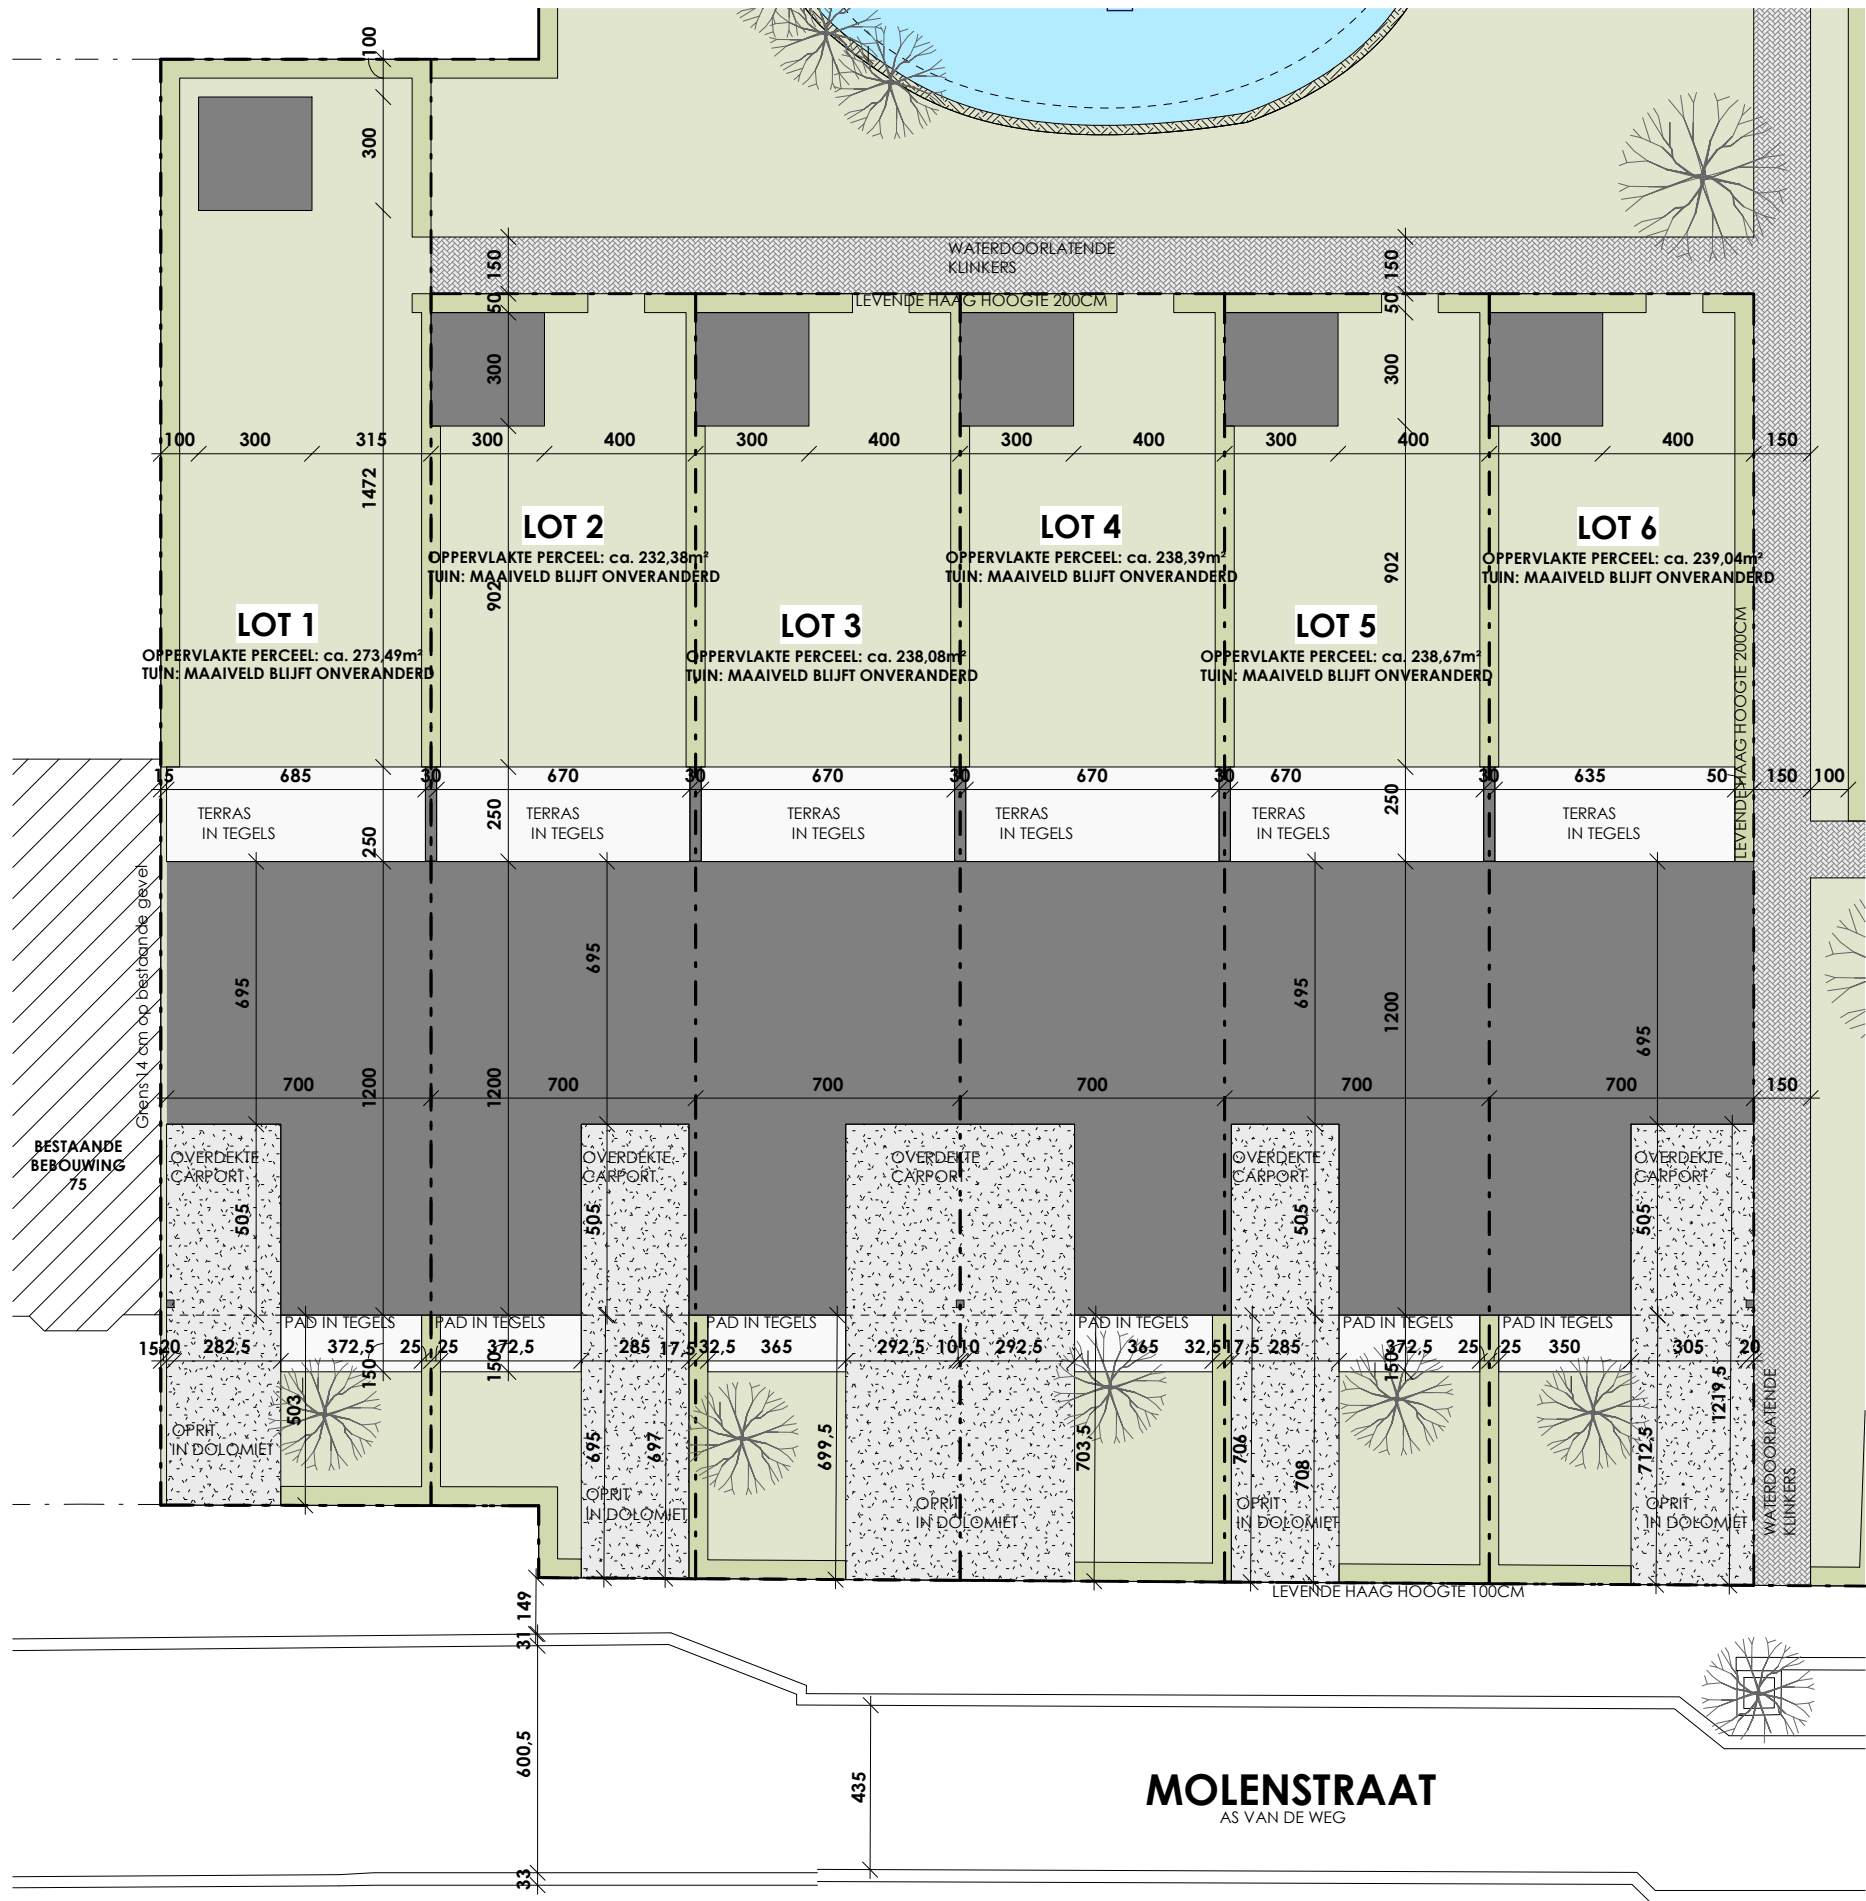 100
300
150
WATERDOORLATENDE
KLINKERS
150
50
LEVENDE HAAG HOOGTE 200CM
50
300
300
100 300 315 300 400 300 400 300 400 300 400 300 400 150
1472
LOT 2
OPPERVLAKTE PERCEEL: ca. 232,38m²
TUIN: MAAIVELD BLIJFT ONVERANDERD
LOT 4
OPPERVLAKTE PERCEEL: ca. 238,39m²
TUIN: MAAIVELD BLIJFT ONVERANDERD
LOT 6
OPPERVLAKTE PERCEEL: ca. 239,04m²
TUIN: MAAIVELD BLIJFT ONVERANDERD
902
902
LOT 1
OPPERVLAKTE PERCEEL: ca. 273,49m²
TUIN: MAAIVELD BLIJFT ONVERANDERD
LOT 3
OPPERVLAKTE PERCEEL: ca. 238,08m²
TUIN: MAAIVELD BLIJFT ONVERANDERD
LOT 5
OPPERVLAKTE PERCEEL: ca. 238,67m²
TUIN: MAAIVELD BLIJFT ONVERANDERD
LEVENDE HAAG HOOGTE 200CM
15 685 30 670 30 670 30 670 30 670 30 635 50 150 100
TERRAS
IN TEGELS
TERRAS
IN TEGELS
TERRAS
IN TEGELS
TERRAS
IN TEGELS
TERRAS
IN TEGELS
TERRAS
IN TEGELS
250
250
250
Grens 14 cm op bestaande gevel
695
695
695
1200
695
700 700 700 700 700 700 150
1200
1200
BESTAANDE
BEBOUWING
75
OVERDEKTE
CARPORT
OVERDEKTE
CARPORT
OVERDEKTE
CARPORT
OVERDEKTE
CARPORT
OVERDEKTE
CARPORT
505
505
505
505
PAD IN TEGELS
PAD IN TEGELS
PAD IN TEGELS
PAD IN TEGELS
PAD IN TEGELS
PAD IN TEGELS
15 20 282,5 372,5 25 25 372,5 285 17,5 32,5 365 292,5 10 10 292,5 365 32,5 17,5 285 372,5 25 25 350 305 20
150
150
150
503
695
697
699,5
703,5
706
708
712,5
1219,5
OPRIT
IN DOLOMIET
OPRIT
IN DOLOMIET
OPRIT
IN DOLOMIET
OPRIT
IN DOLOMIET
OPRIT
IN DOLOMIET
WATERDOORLATENDE
KLINKERS
LEVENDE HAAG HOOGTE 100CM
149
31
600,5
435
33
MOLENSTRAAT
AS VAN DE WEG